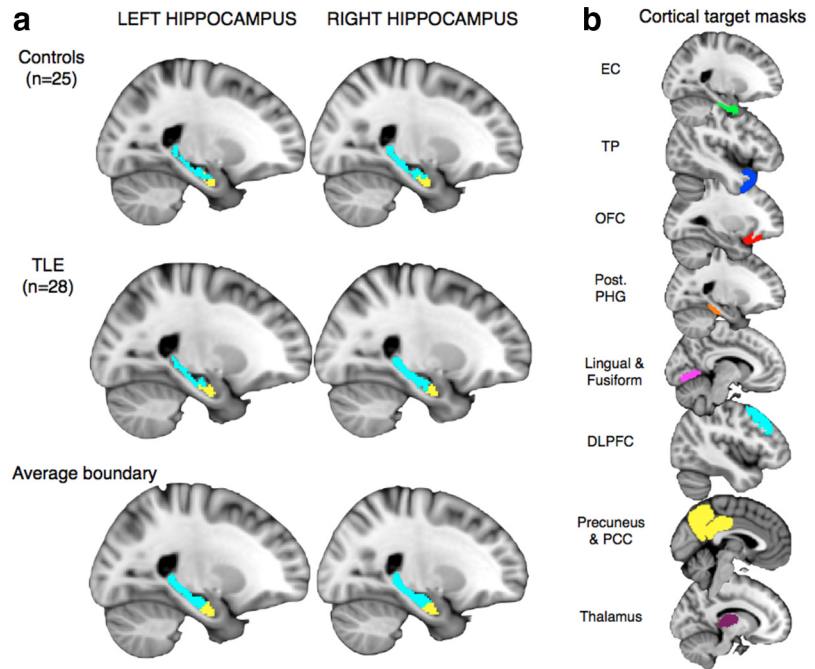 a
LEFT HIPPOCAMPUS
RIGHT HIPPOCAMPUS
Controls
(n=25)
TLE
(n=28)
Average boundary
b
Cortical target masks
EC
TP
OFC
Post.
PHG
Lingual &
Fusiform
DLPFC
Precuneus
& PCC
Thalamus